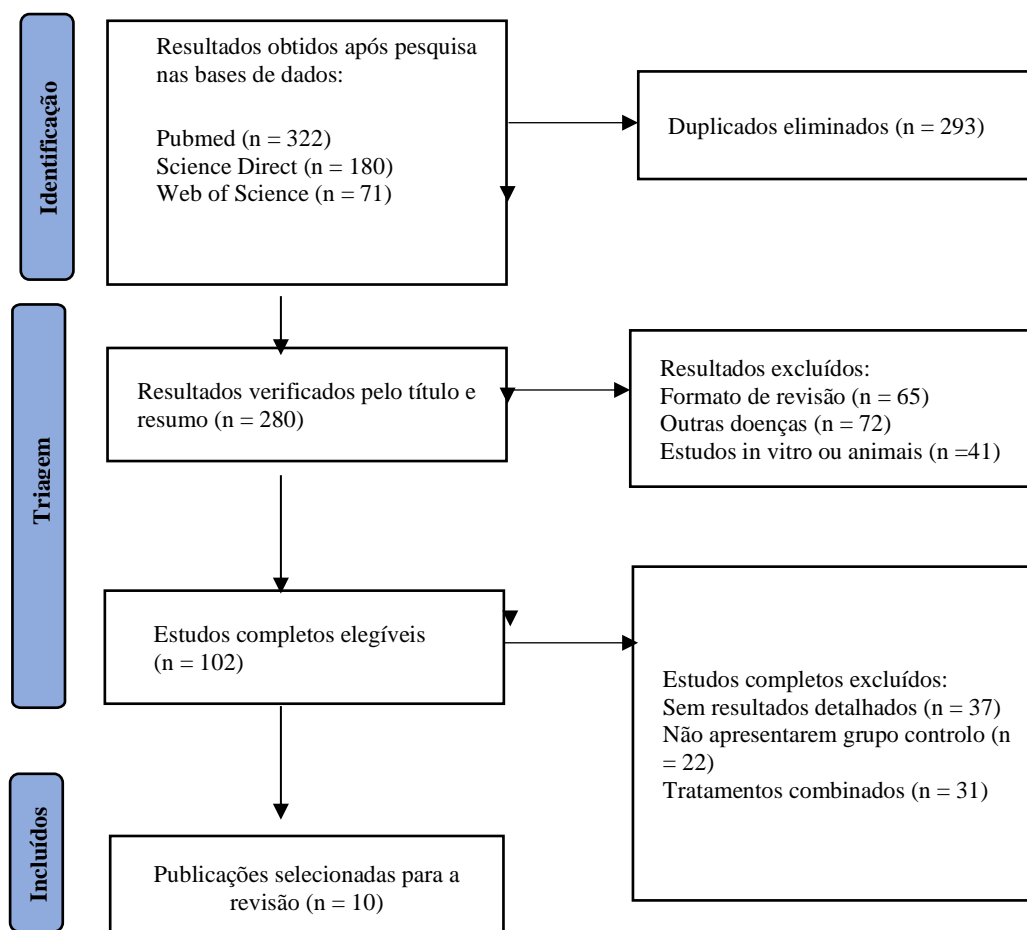 Identificação
Resultados obtidos após pesquisa
nas bases de dados:
Pubmed (n = 322)
Science Direct (n = 180)
Web of Science (n = 71)
Duplicados eliminados (n = 293)
Triagem
Resultados verificados pelo título e
resumo (n = 280)
Resultados excluídos:
Formato de revisão (n = 65)
Outras doenças (n = 72)
Estudos in vitro ou animais (n =41)
Estudos completos elegíveis
(n = 102)
Estudos completos excluídos:
Sem resultados detalhados (n = 37)
Não apresentarem grupo controlo (n
= 22)
Tratamentos combinados (n = 31)
Incluídos
Publicações selecionadas para a
revisão (n = 10)